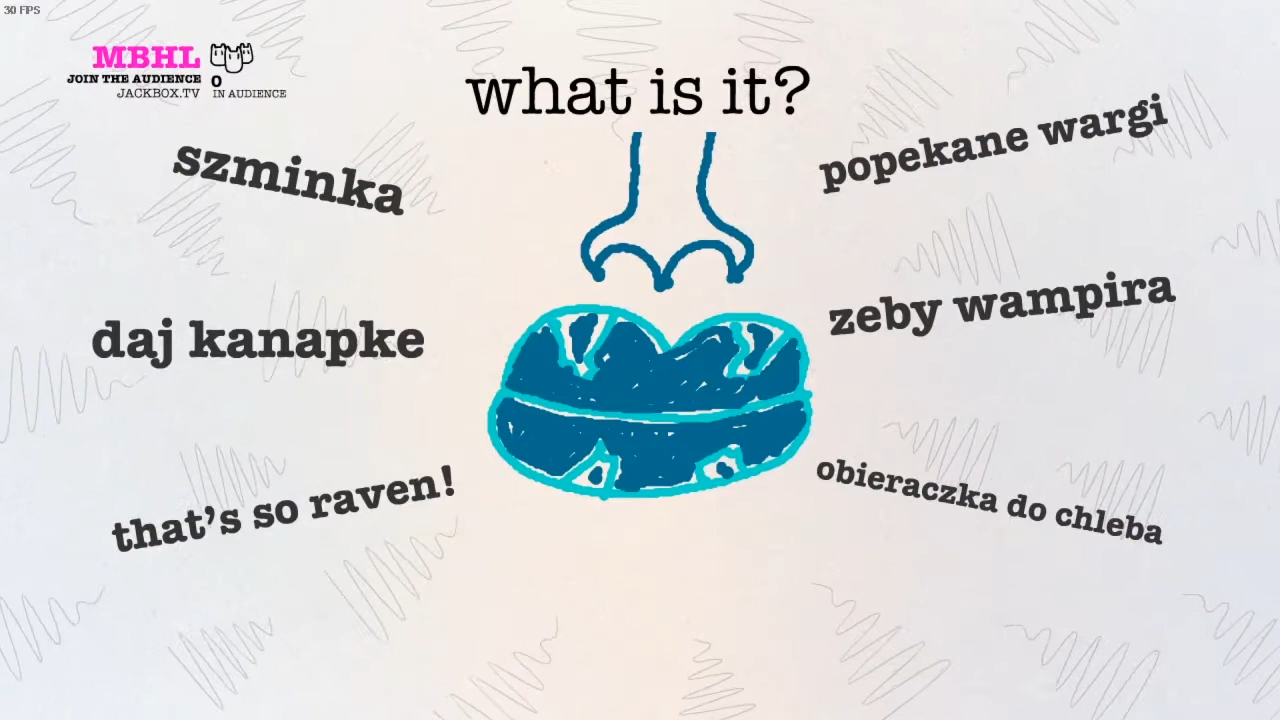 30 FPS
MBHL
JOIN THE AUDIENCE
JACKBOX.TV
0
IN AUDIENCE
what is it?
szminka
popekane wargi
daj kanapke
zeby wampira
that's so raven!
obieraczka do chleba